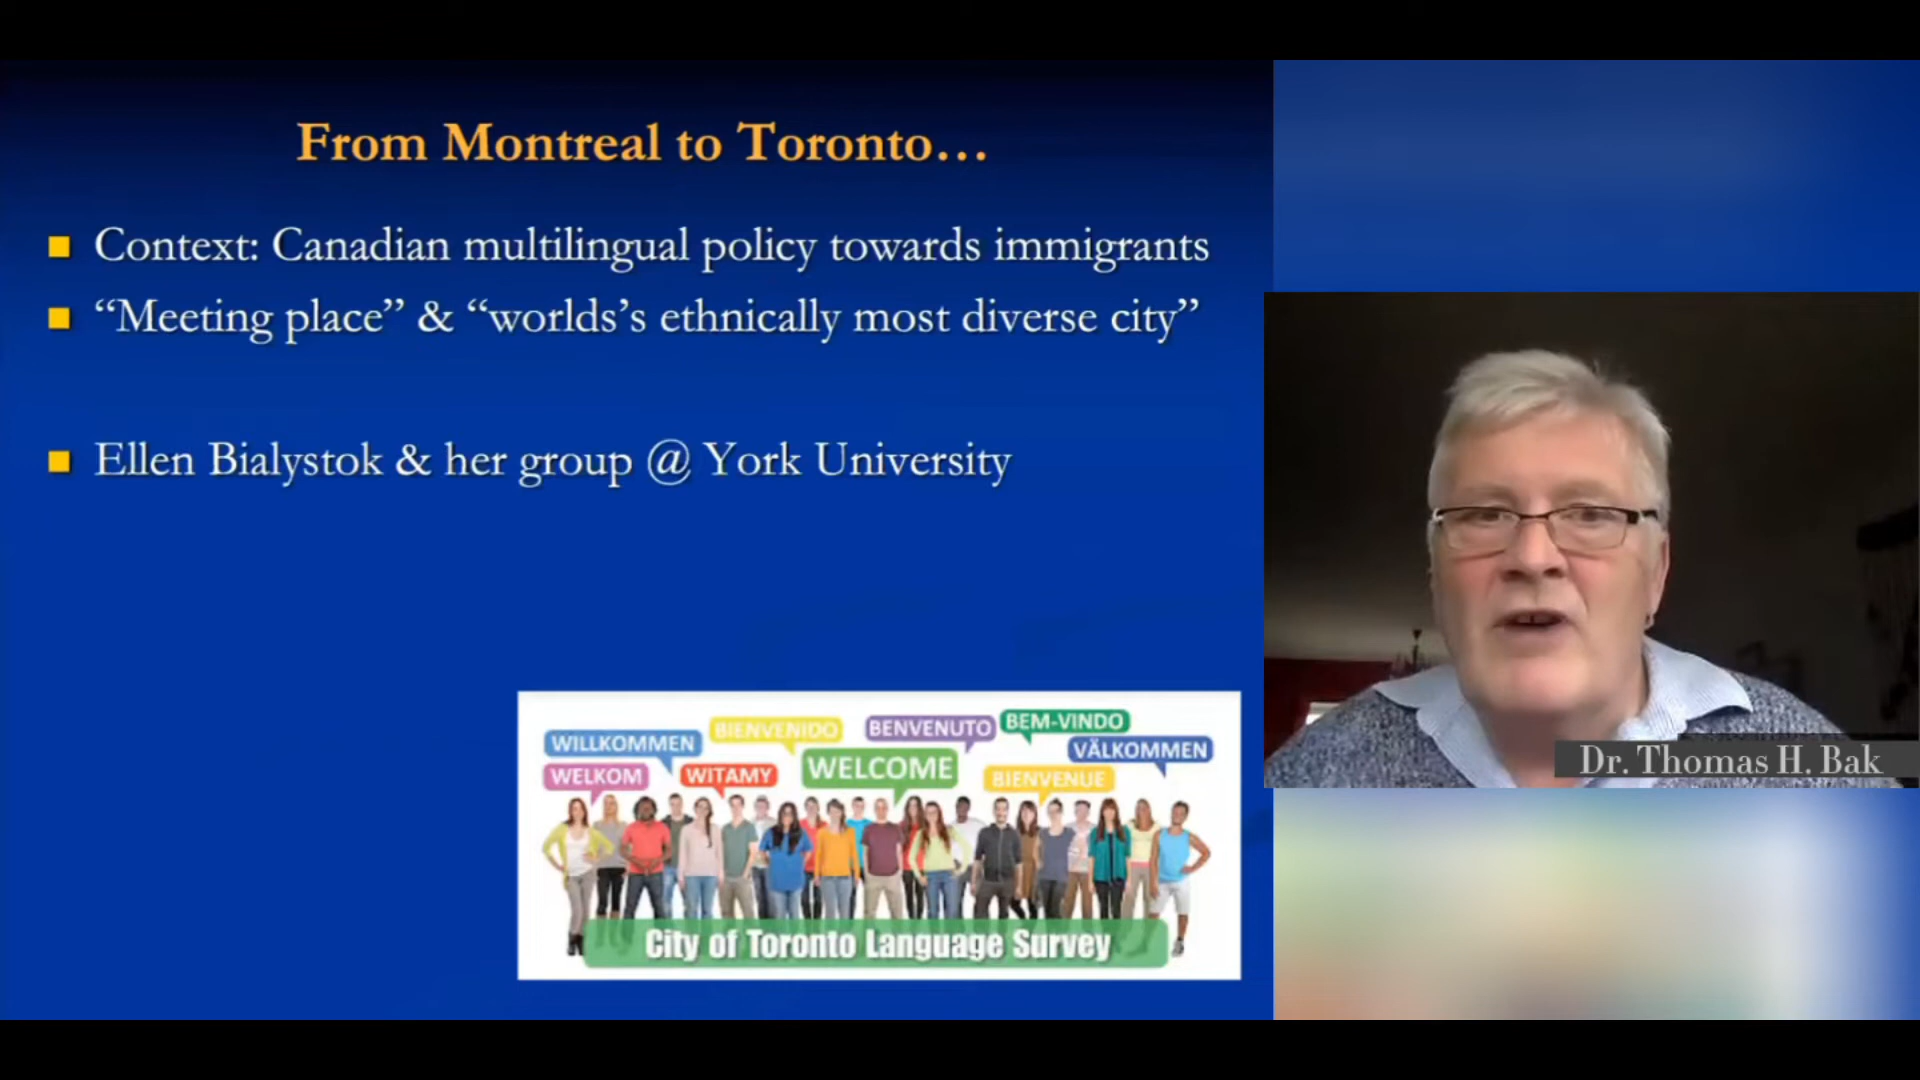 From Montreal to Toronto…
Context: Canadian multilingual policy towards immigrants
“Meeting place” & “worlds’s ethnically most diverse city”
Ellen Bialystok & her group @ York University
WILLKOMMEN
BIENVENIDO
BENVENUTO
BEM-VINDO
VÄLKOMMEN
WELKOM
WITAMY
WELCOME
BIENVENUE
City of Toronto Language Survey
Dr. Thomas H. Bak